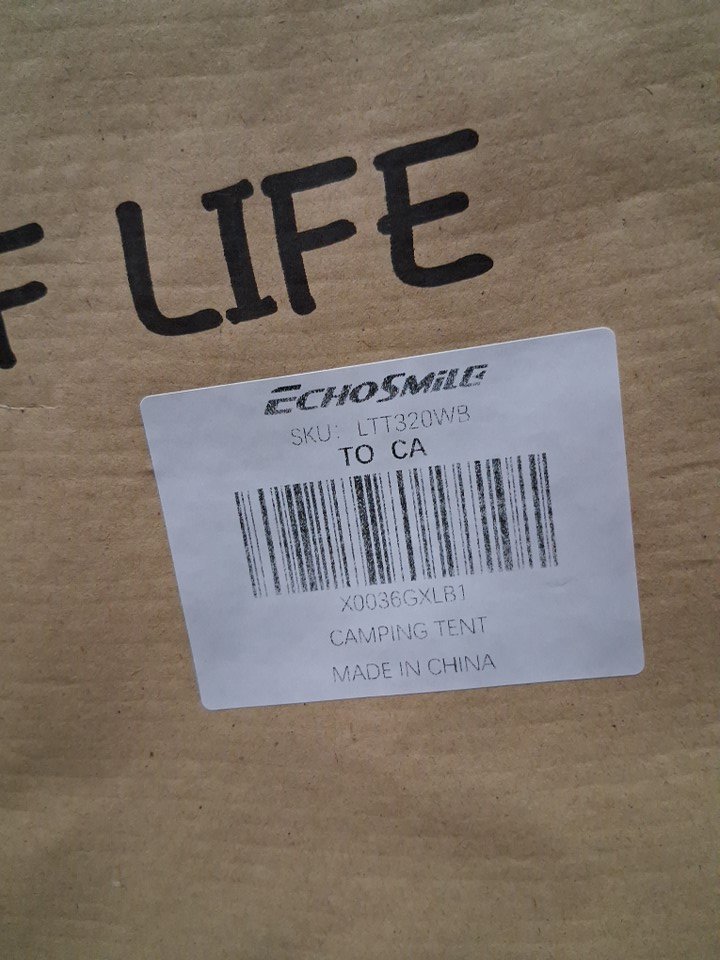 F LIFE
ECHOSMILE
SKU: LTT320WB
TO CA
X0036GXLB1
CAMPING TENT
MADE IN CHINA